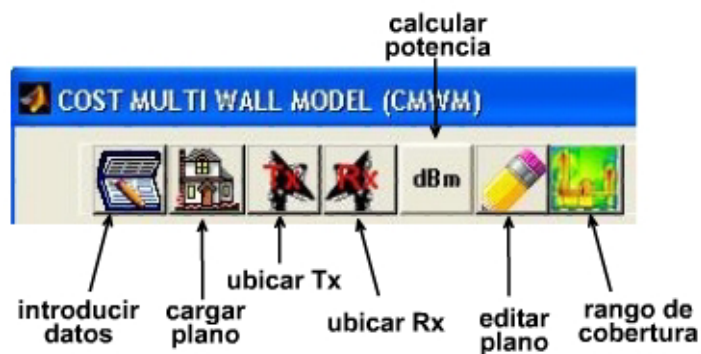 calcular
potencia
COST MULTI WALL MODEL (CMWM)
Tx
Rx
dBm
ubicar Tx
introducir
datos
cargar
plano
ubicar Rx
editar
plano
rango de
cobertura